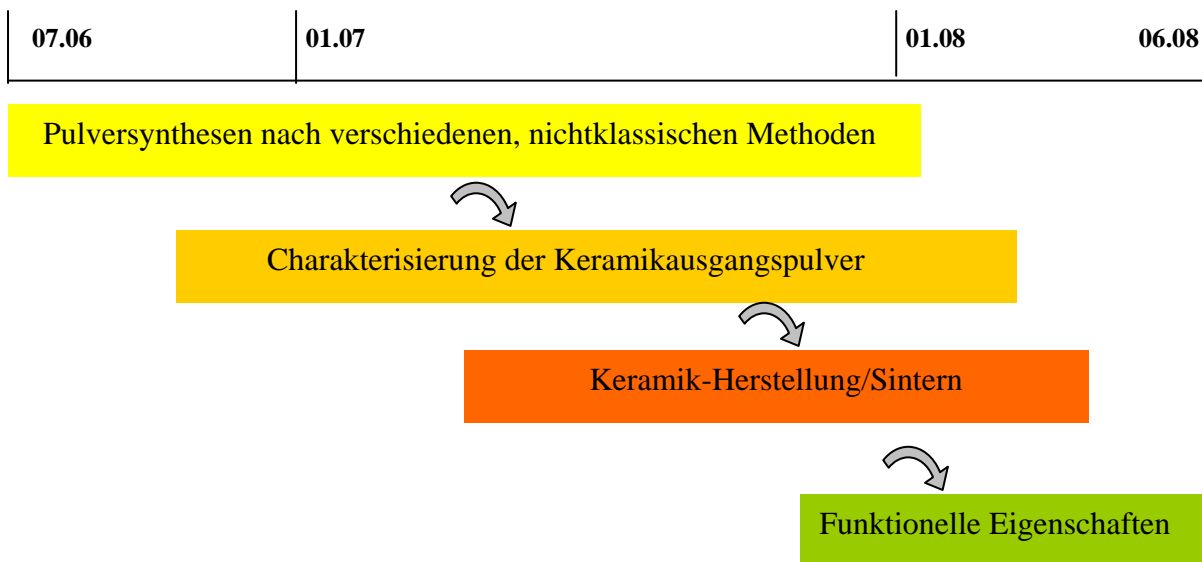 07.06 01.07 01.08 06.08
Pulversynthesen nach verschiedenen, nichtklassischen Methoden
Charakterisierung der Keramikausgangspulver
Keramik-Herstellung/Sintern
Funktionelle Eigenschaften